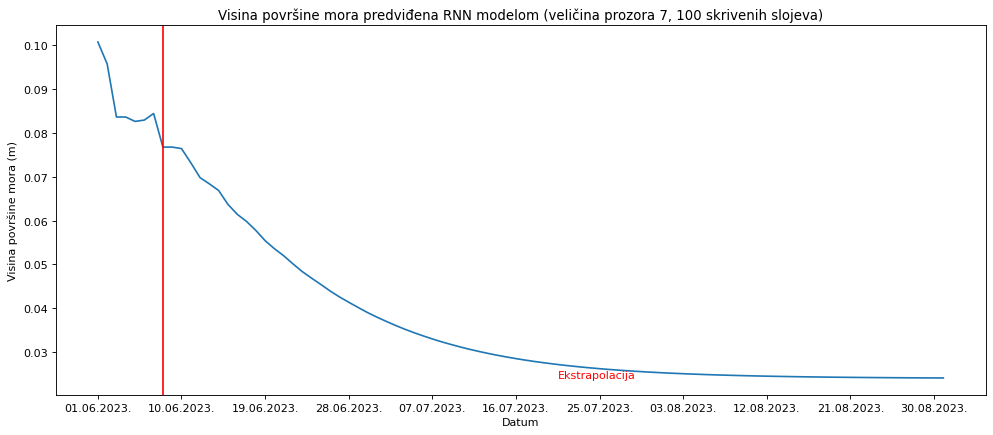 Visina površine mora predviđena RNN modelom (veličina prozora 7, 100 skrivenih slojeva)
Visina površine mora (m)
0.10
0.09
0.08
0.07
0.06
0.05
0.04
0.03
Ekstrapolacija
01.06.2023. 10.06.2023. 19.06.2023. 28.06.2023. 07.07.2023. 16.07.2023. 25.07.2023. 03.08.2023. 12.08.2023. 21.08.2023. 30.08.2023.
Datum